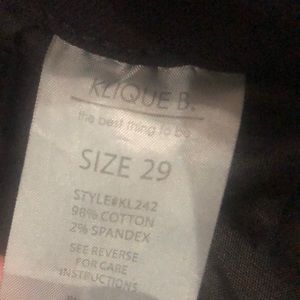 KLIQUE B.
the best thing to be
SIZE 29
STYLE#KL242
98% COTTON
2% SPANDEX
SEE REVERSE
FOR CARE
INSTRUCTIONS